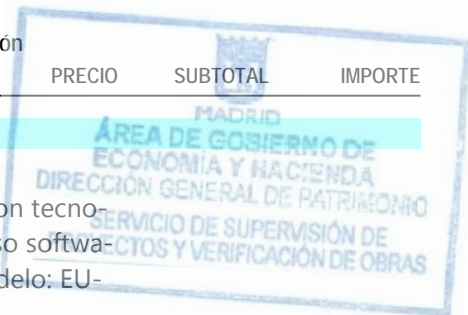 ón
PRECIO SUBTOTAL IMPORTE
MADRID
ÁREA DE GOBIERNO DE
ECONOMÍA Y HACIENDA
DIRECCIÓN GENERAL DE PATRIMONIO
SERVICIO DE SUPERVISIÓN DE
PROYECTOS Y VERIFICACIÓN DE OBRAS
on tecno-
so softwa-
delo: EU-